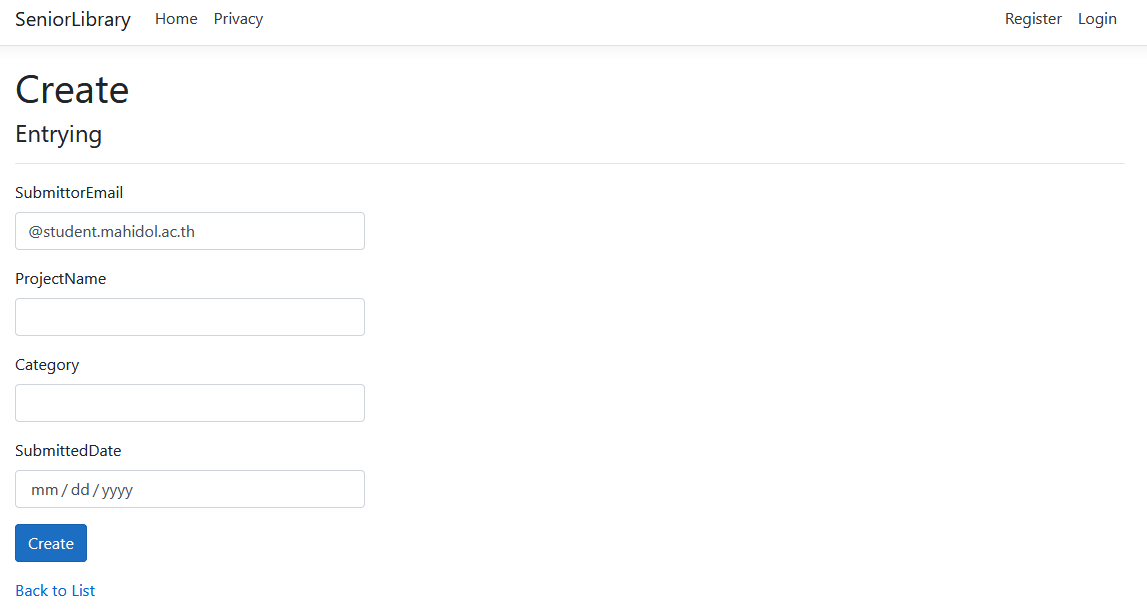 SeniorLibrary Home Privacy Register Login
Create
Entrying
SubmittorEmail
@student.mahidol.ac.th
ProjectName
Category
SubmittedDate
mm/dd/yyyy
Create
Back to List